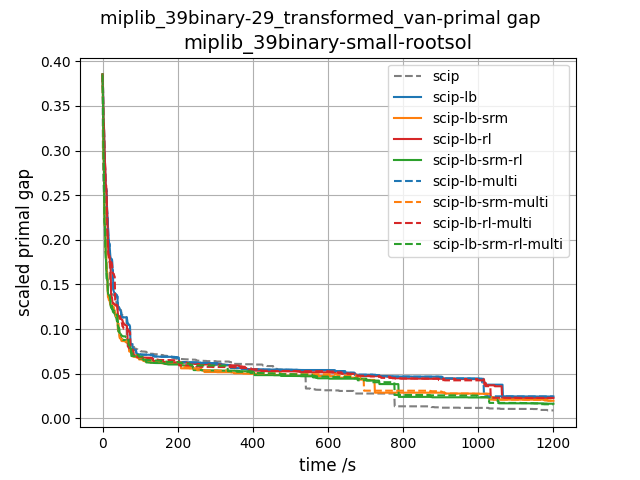 miplib_39binary-29_transformed_van-primal gap
miplib_39binary-small-rootsol
scaled primal gap
0.40
0.35
0.30
0.25
0.20
0.15
0.10
0.05
0.00
scip
scip-lb
scip-lb-srm
scip-lb-rl
scip-lb-srm-rl
scip-lb-multi
scip-lb-srm-multi
scip-lb-rl-multi
scip-lb-srm-rl-multi
0 200 400 600 800 1000 1200
time /s